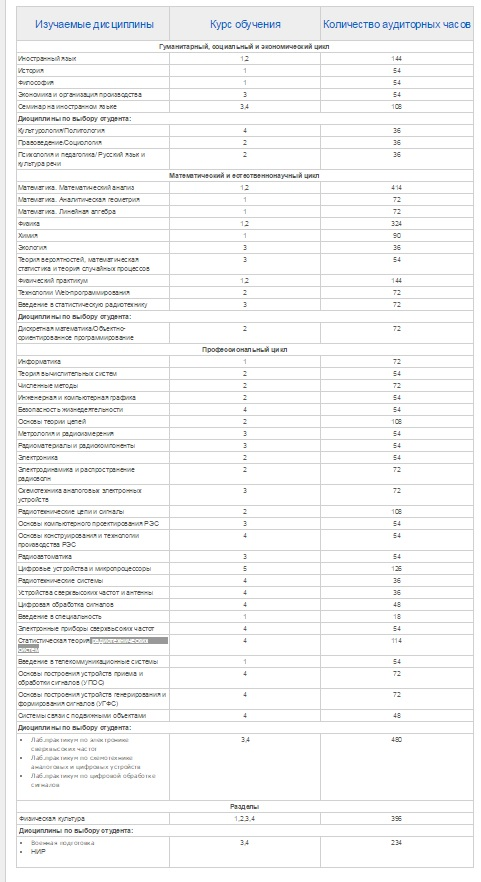 Изучаемые дисциплины Курс обучения Количество аудиторных часов
Гуманитарный, социальный и экономический цикл
Иностранный язык 1,2 144
История 1 54
Философия 1 54
Экономика и организация производства 3 54
Семинар на иностранном языке 3,4 108
Дисциплины по выбору студента:
Культурология/Политология 4 36
Правоведение/Социология 2 36
Психология и педагогика/ Русский язык и 2 36
культура речи
Математический и естественнонаучный цикл
Математика. Математический анализ 1,2 414
Математика. Аналитическая геометрия 1 72
Математика. Линейная алгебра 1 72
Физика 1,2 324
Химия 1 90
Экология 3 36
Теория вероятностей, математическая 3 54
статистика и теория случайных процессов
Физический практикум 1,2 144
Технологии Web-программирования 2 72
Введение в статистическую радиотехнику 3 72
Дисциплины по выбору студента:
Дискретная математика/Объектно- 2 72
ориентированное программирование
Профессиональный цикл
Информатика 1 72
Теория вычислительных систем 2 54
Численные методы 2 72
Инженерная и компьютерная графика 2 54
Безопасность жизнедеятельности 4 54
Основы теории цепей 2 108
Метрология и радиоизмерения 3 54
Радиоматериалы и радиокомпоненты 3 54
Электроника 2 54
Электродинамика и распространение 2 72
радиоволн
Схемотехника аналоговых электронных 3 72
устройств
Радиотехнические цепи и сигналы 2 108
Основы компьютерного проектирования РЭС 3 54
Основы конструирования и технологии 4 54
производства РЭС
Радиоавтоматика 3 54
Цифровые устройства и микропроцессоры 5 126
Радиотехнические системы 4 36
Устройства сверхвысоких частот и антенны 4 36
Цифровая обработка сигналов 4 48
Введение в специальность 1 18
Электронные приборы сверхвысоких частот 4 54
Статистическая теория радиотехнических 4 114
систем
Введение в телекоммуникационные системы 1 54
Основы построения устройств приема и 4 72
обработки сигналов (УПОС)
Основы построения устройств генерирования и 4 72
формирования сигналов (УГФС)
Системы связи с подвижными объектами 4 48
Дисциплины по выбору студента:
• Лаб.практикум по электронике 3,4 480
сверхвысоких частот
• Лаб.практикум по схемотехнике
аналоговых и цифровых устройств
• Лаб.практикум по цифровой обработке
сигналов
Разделы
Физическая культура 1,2,3,4 396
Дисциплины по выбору студента:
• Военная подготовка 3,4 234
• НИР